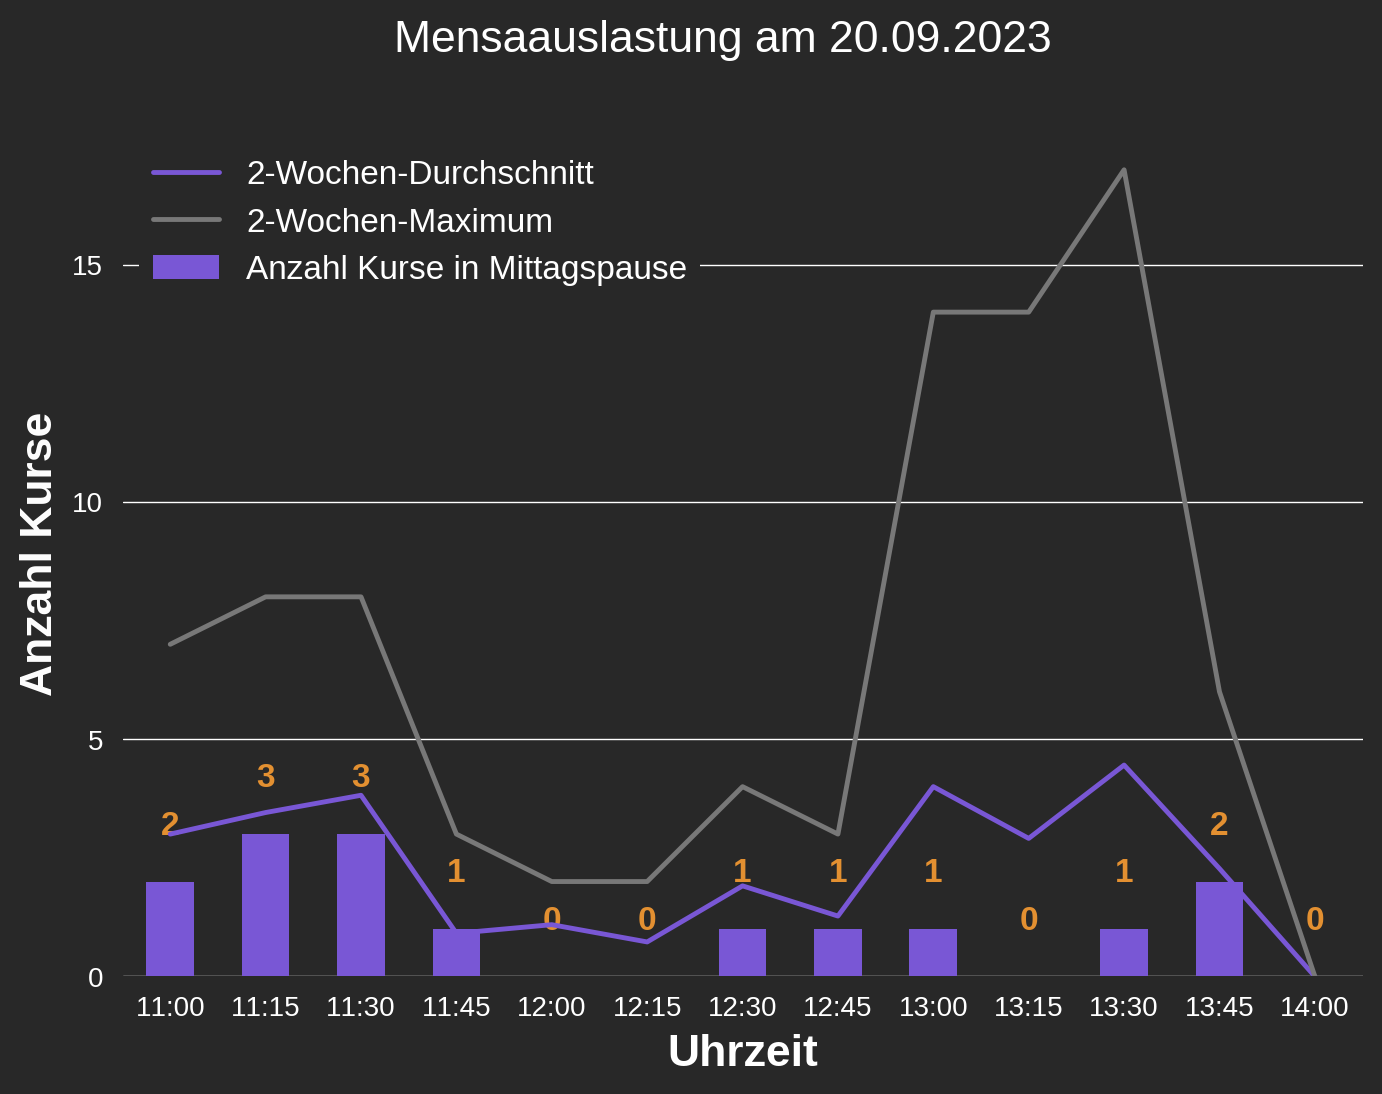 Mensaauslastung am 20.09.2023
2-Wochen-Durchschnitt
2-Wochen-Maximum
Anzahl Kurse in Mittagspause
Anzahl Kurse
15
10
5
0
2
3
3
1
0
0
1
1
1
0
1
2
0
11:00 11:15 11:30 11:45 12:00 12:15 12:30 12:45 13:00 13:15 13:30 13:45 14:00
Uhrzeit